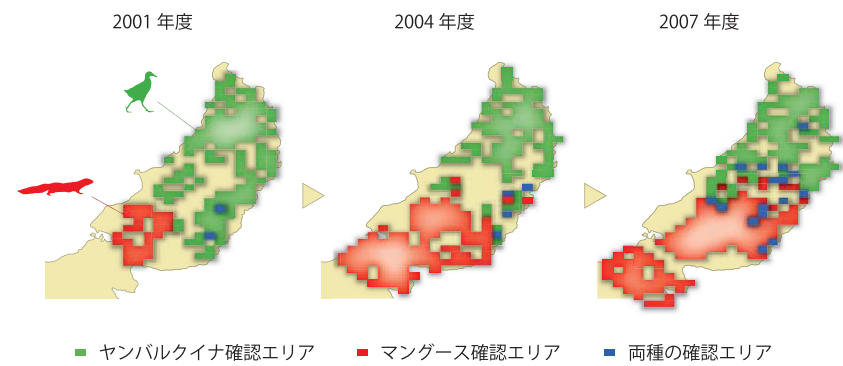 2001 年度
2004 年度
2007 年度
ヤンバルクイナ確認エリア
マングース確認エリア
両種の確認エリア